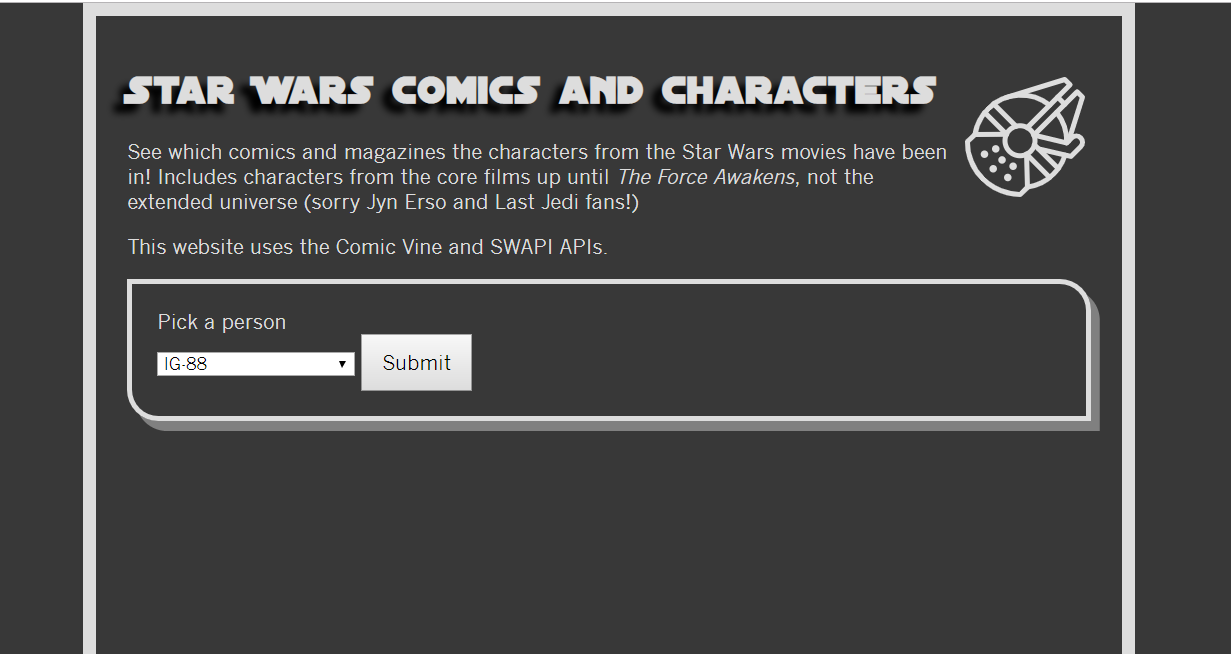 STAR WARS COMICS AND CHARACTERS
See which comics and magazines the characters from the Star Wars movies have been
in! Includes characters from the core films up until The Force Awakens, not the
extended universe (sorry Jyn Erso and Last Jedi fans!)
This website uses the Comic Vine and SWAPI APIs.
Pick a person
IG-88
Submit